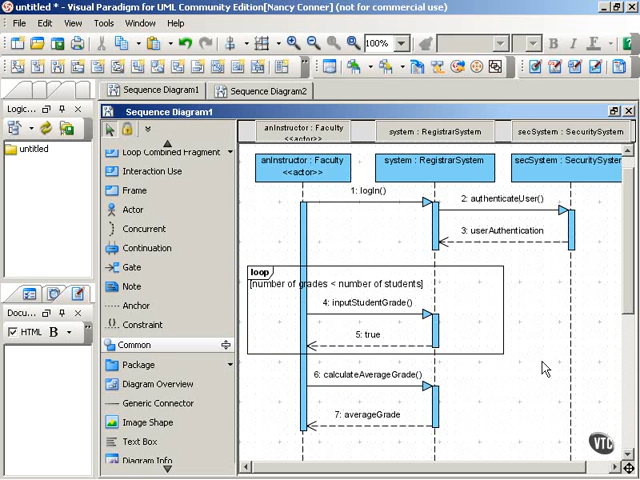 untitled * - Visual Paradigm for UML Community Edition[Nancy Conner] (not for commercial use)
File Edit View Tools Window Help
100%
B I
Sequence Diagram1
Sequence Diagram2
Logic...
untitled
Docu...
HTML B
Sequence Diagram1
Loop Combined Fragment
Interaction Use
Frame
Actor
Concurrent
Continuation
Gate
Note
Anchor
Constraint
Common
Package
Diagram Overview
Generic Connector
Image Shape
Text Box
Diagram Info
anInstructor : Faculty
<<actor>>
system : RegistrarSystem
secSystem : SecuritySystem
anInstructor : Faculty
<<actor>>
system : RegistrarSystem
secSystem : SecuritySystem
1: logIn()
2: authenticateUser()
3: userAuthentication
loop
[number of grades < number of students]
4: inputStudentGrade()
5: true
6: calculateAverageGrade()
7: averageGrade
VTC